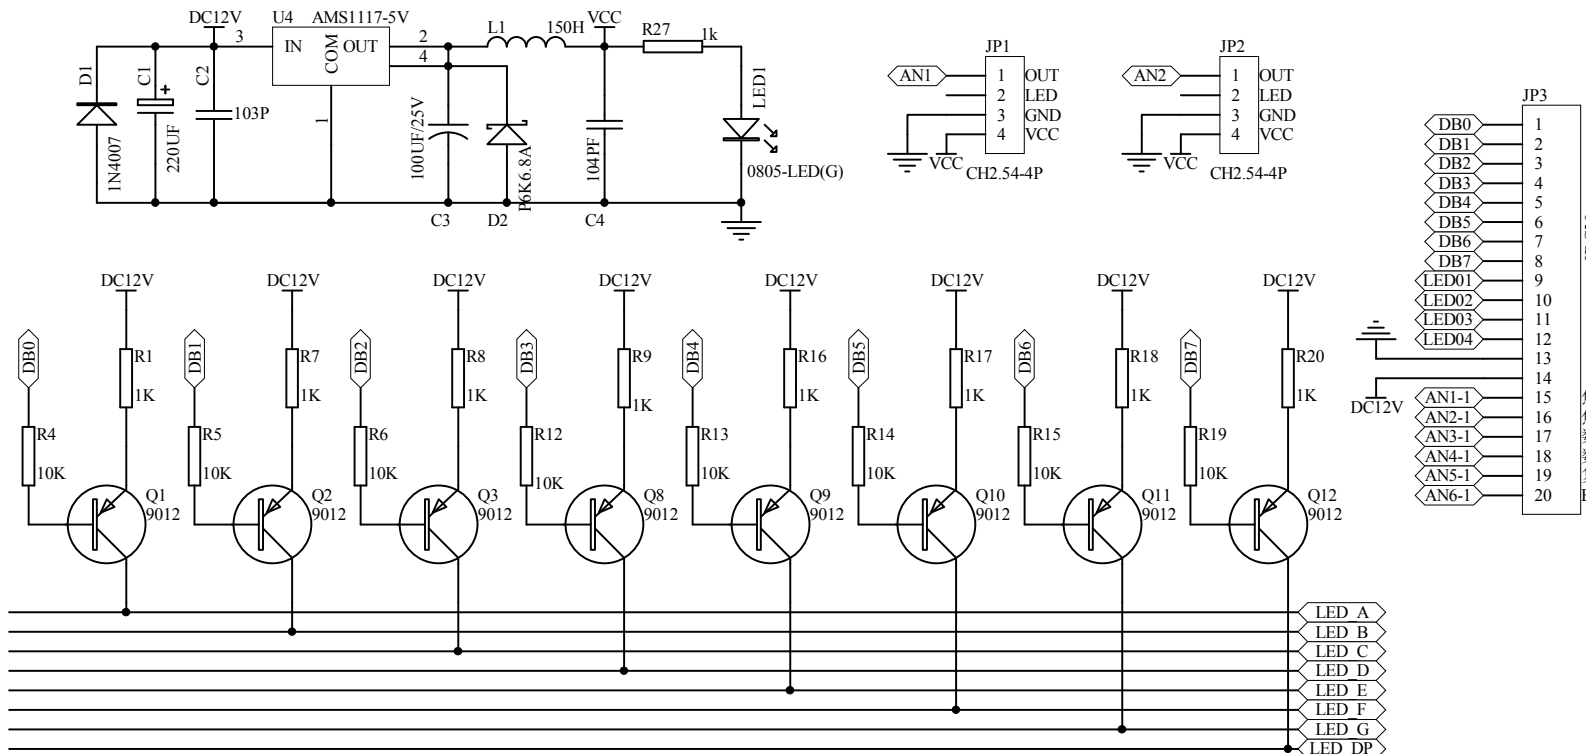 DC12V
U4 AMS1117-5V
3 IN COM OUT 2
4
1
L1 150H
VCC
R27 1k
D1
1N4007
C1
+
220UF
C2
103P
100UF/25V
C3
P6K6.8A
D2
104PF
C4
LED1
0805-LED(G)
JP1
AN1 1 OUT
2 LED
3 GND
4 VCC
VCC
CH2.54-4P
JP2
AN2 1 OUT
2 LED
3 GND
4 VCC
VCC
CH2.54-4P
JP3
DB0 1
DB1 2
DB2 3
DB3 4
DB4 5
DB5 6
DB6 7
DB7 8
LED01 9
LED02 10
LED03 11
LED04 12
13
14
DC12V
AN1-1 15
AN2-1 16
AN3-1 17
AN4-1 18
AN5-1 19
AN6-1 20
DC12V DC12V DC12V DC12V DC12V DC12V DC12V DC12V
DB0 R1 DB1 R7 DB2 R8 DB3 R9 DB4 R16 DB5 R17 DB6 R18 DB7 R20
1K 1K 1K 1K 1K 1K 1K 1K
R4 R5 R6 R12 R13 R14 R15 R19
10K 10K 10K 10K 10K 10K 10K 10K
Q1 Q2 Q3 Q8 Q9 Q10 Q11 Q12
9012 9012 9012 9012 9012 9012 9012 9012
LED_A
LED_B
LED_C
LED_D
LED_E
LED_F
LED_G
LED_DP